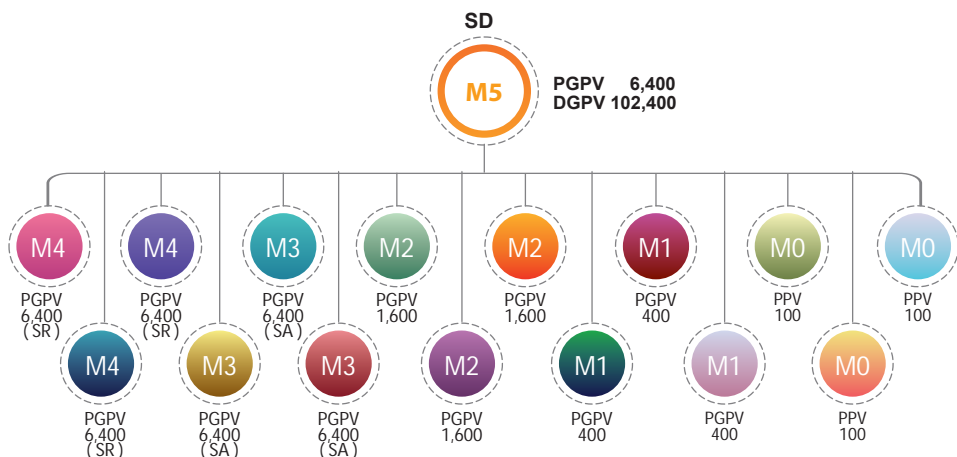 SD
M5
PGPV 6,400
DGPV 102,400
M4
PGPV
6,400
( SR )
M4
PGPV
6,400
( SR )
M3
PGPV
6,400
( SA )
M2
PGPV
1,600
M2
PGPV
1,600
M1
PGPV
400
M0
PPV
100
M0
PPV
100
M4
PGPV
6,400
( SR )
M3
PGPV
6,400
( SA )
M3
PGPV
6,400
( SA )
M2
PGPV
1,600
M1
PGPV
400
M1
PGPV
400
M0
PPV
100